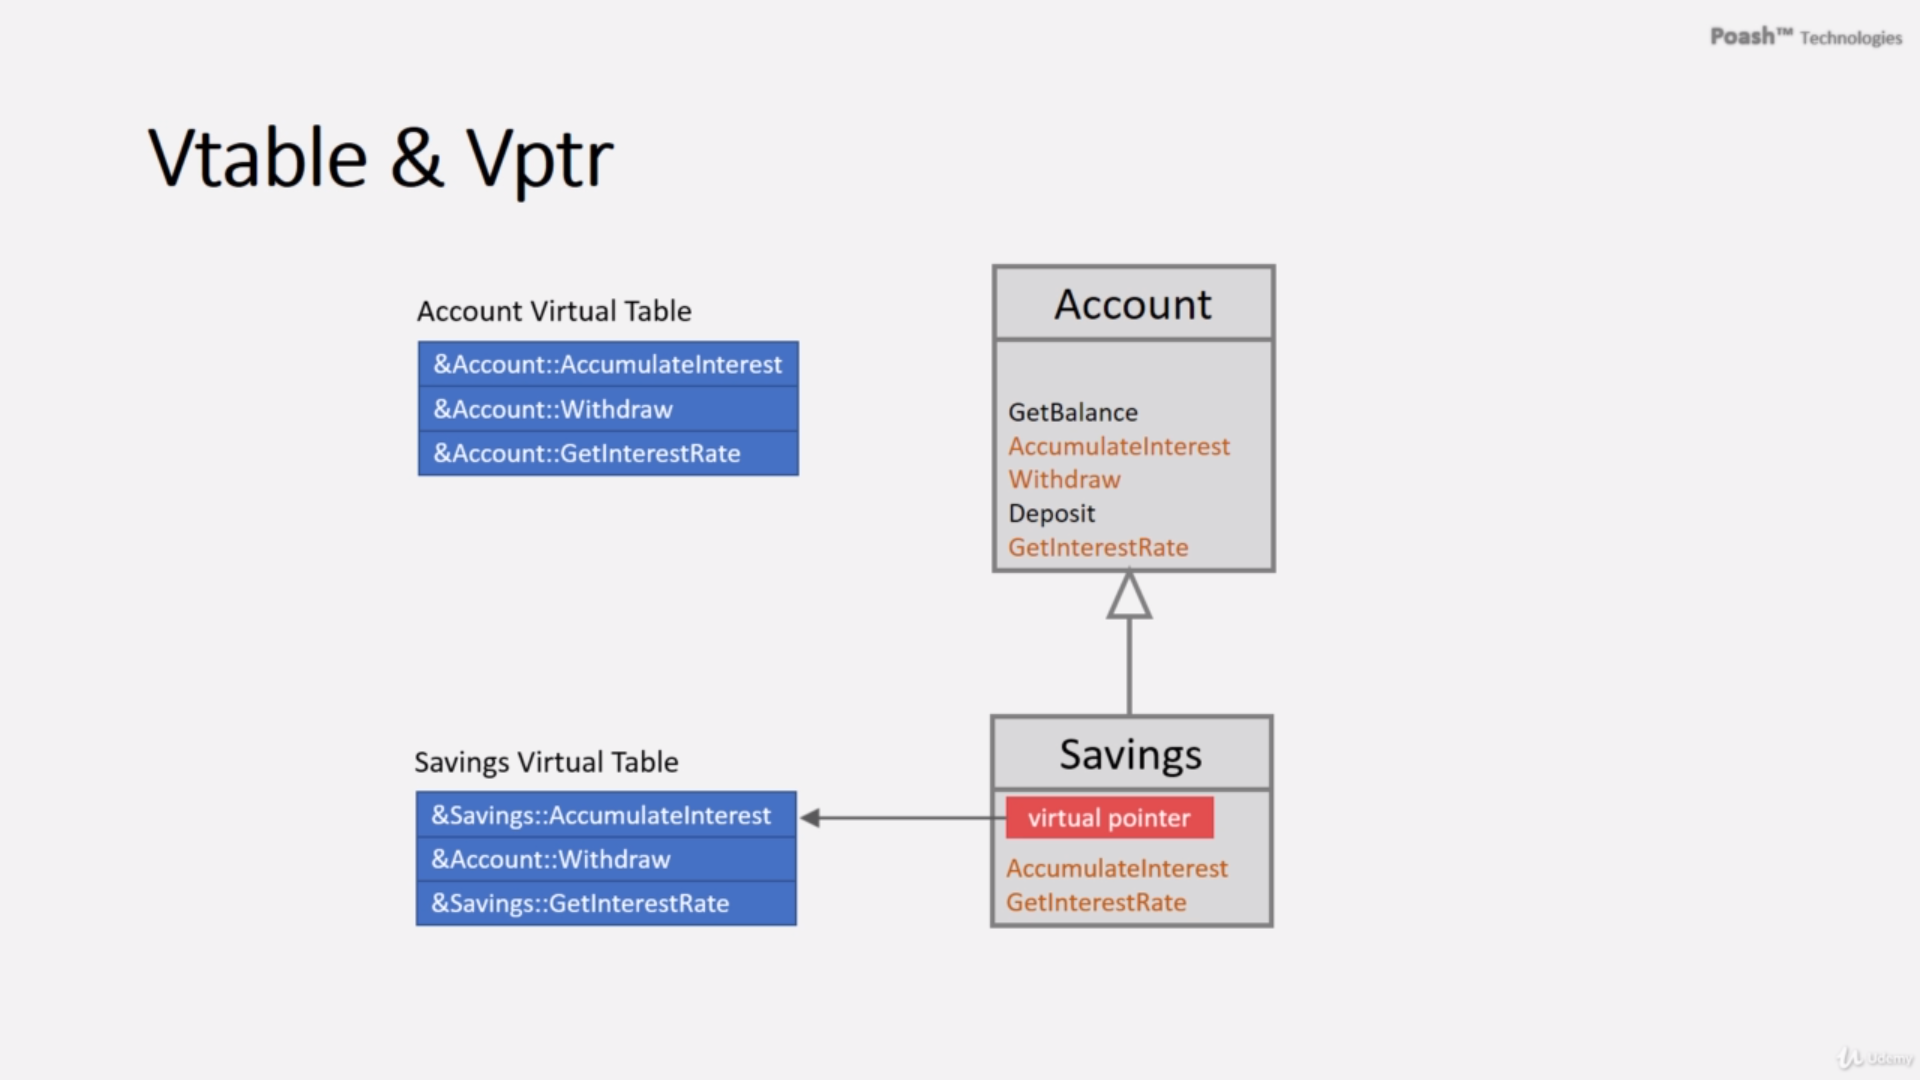 Poash™ Technologies
Vtable & Vptr
Account Virtual Table
&Account::AccumulateInterest
&Account::Withdraw
&Account::GetInterestRate
Account
GetBalance
AccumulateInterest
Withdraw
Deposit
GetInterestRate
Savings Virtual Table
&Savings::AccumulateInterest
&Account::Withdraw
&Savings::GetInterestRate
Savings
virtual pointer
AccumulateInterest
GetInterestRate
Udemy